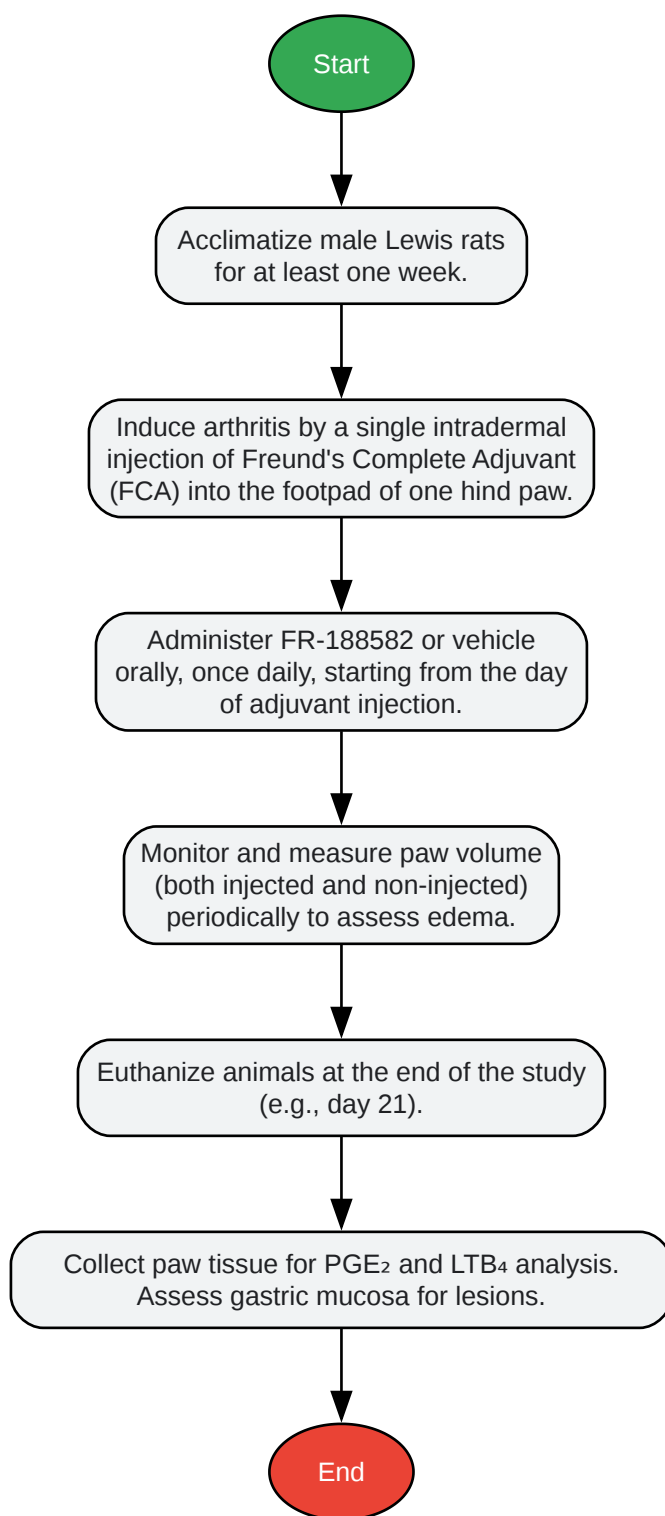 Start
Acclimatize male Lewis rats
for at least one week.
Induce arthritis by a single intradermal
injection of Freund's Complete Adjuvant
(FCA) into the footpad of one hind paw.
Administer FR-188582 or vehicle
orally, once daily, starting from the day
of adjuvant injection.
Monitor and measure paw volume
(both injected and non-injected)
periodically to assess edema.
Euthanize animals at the end of the study
(e.g., day 21).
Collect paw tissue for PGE₂ and LTB₄ analysis.
Assess gastric mucosa for lesions.
End